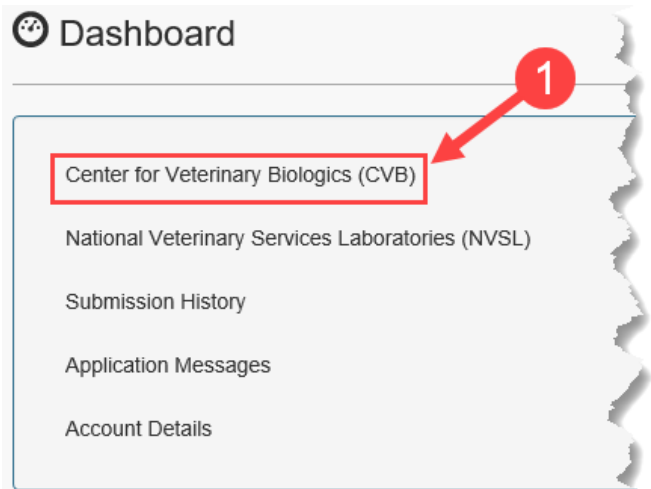 Dashboard
1
Center for Veterinary Biologics (CVB)
National Veterinary Services Laboratories (NVSL)
Submission History
Application Messages
Account Details